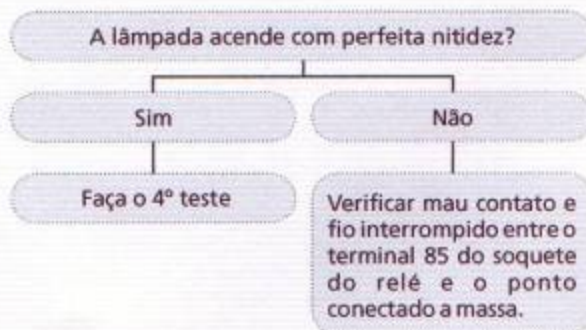 A lâmpada acende com perfeita nitidez?
Sim
Não
Faça o 4º teste
Verificar mau contato e
fio interrompido entre o
terminal 85 do soquete
do relé e o ponto
conectado a massa.